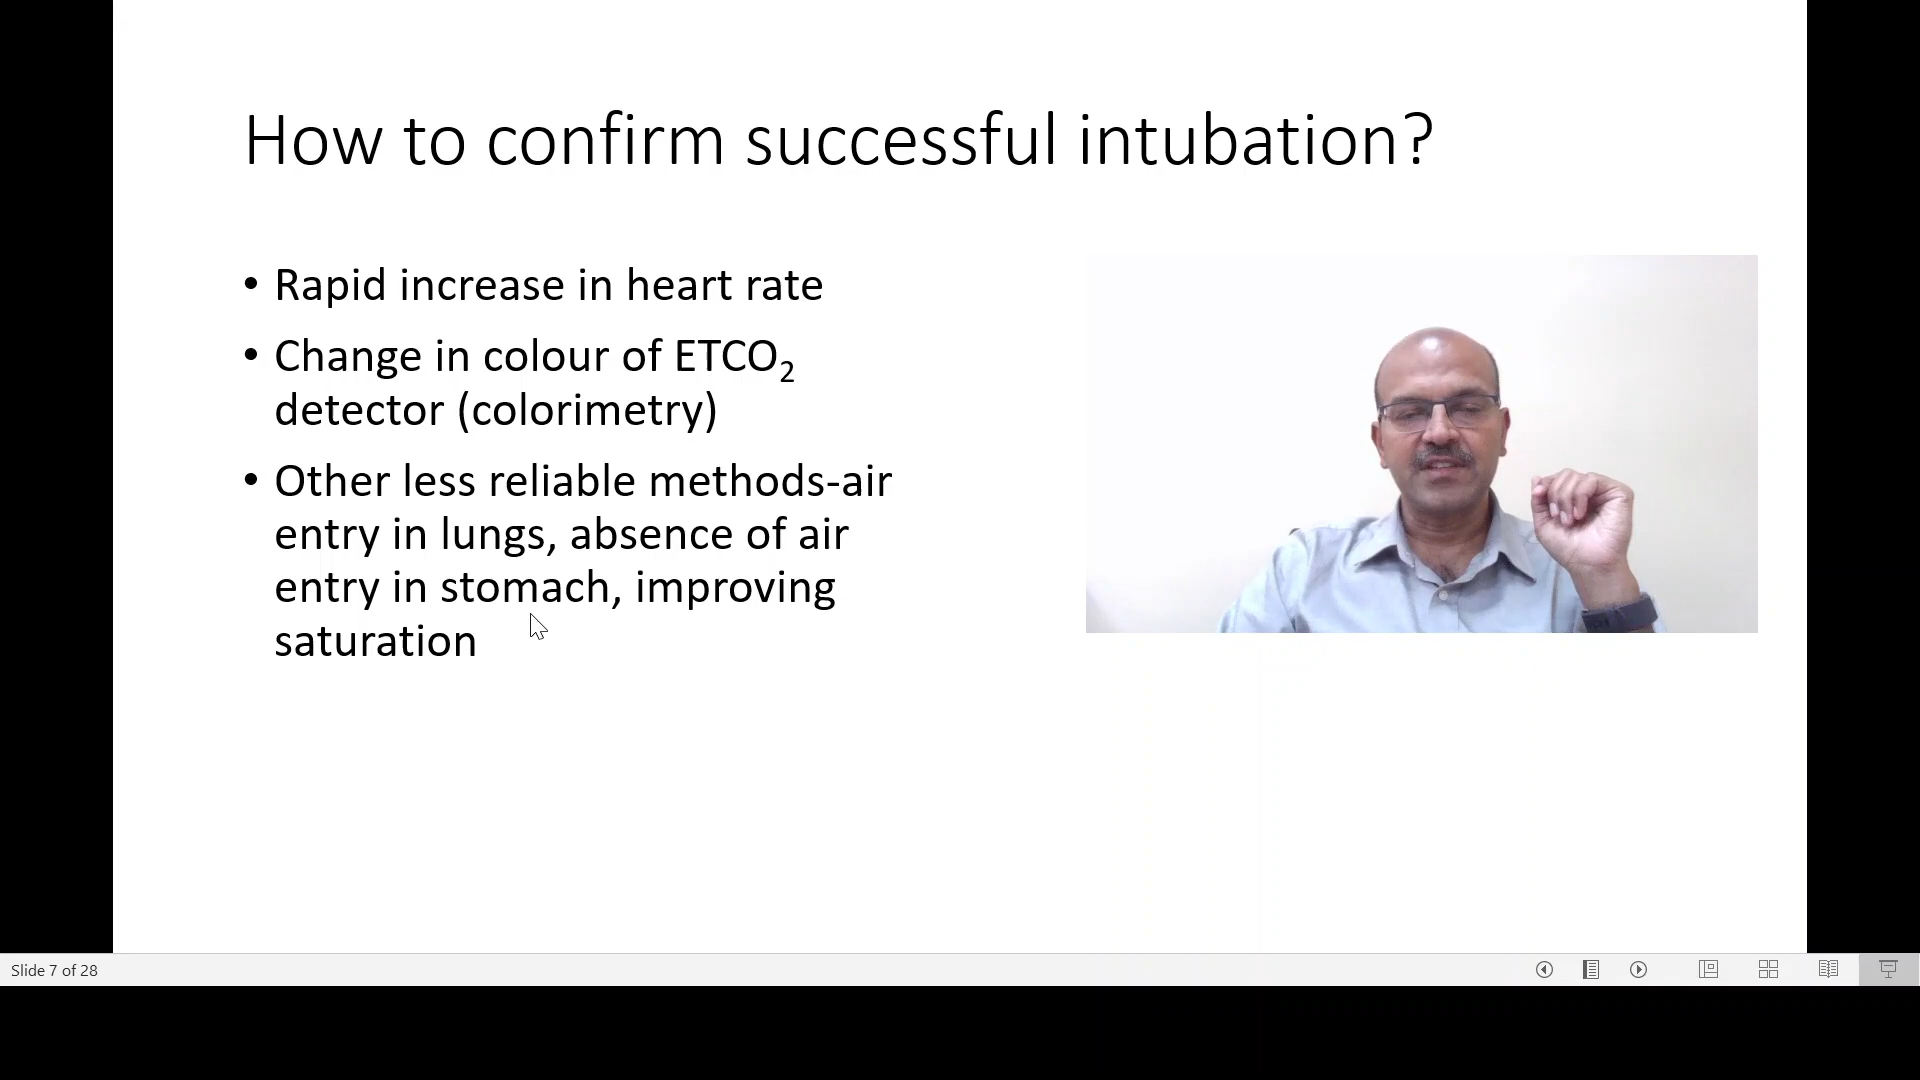 How to confirm successful intubation?
• Rapid increase in heart rate
• Change in colour of ETCO₂
detector (colorimetry)
• Other less reliable methods-air
entry in lungs, absence of air
entry in stomach, improving
saturation
Slide 7 of 28